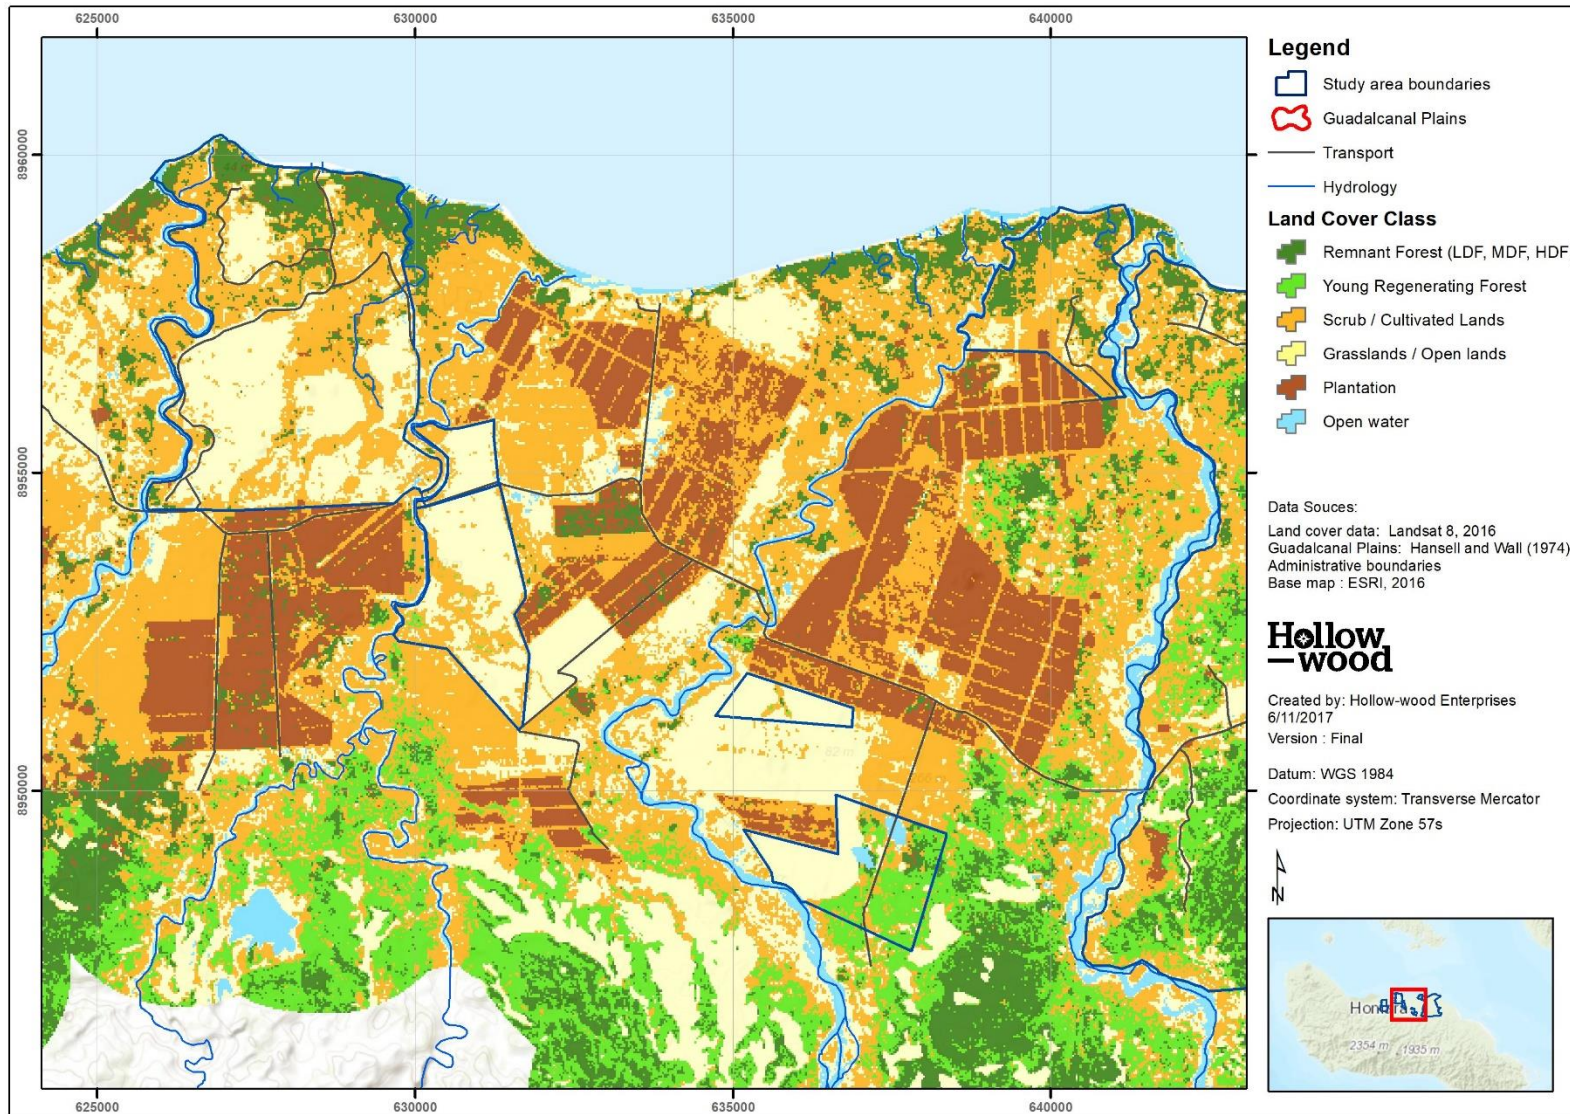 625000 630000 635000 640000
8960000
8955000
8950000
44 m
82 m
Legend
Study area boundaries
Guadalcanal Plains
Transport
Hydrology
Land Cover Class
Remnant Forest (LDF, MDF, HDF
Young Regenerating Forest
Scrub / Cultivated Lands
Grasslands / Open lands
Plantation
Open water
Data Souces:
Land cover data: Landsat 8, 2016
Guadalcanal Plains: Hansell and Wall (1974)
Administrative boundaries
Base map : ESRI, 2016
Hollow
wood
Created by: Hollow-wood Enterprises
6/11/2017
Version : Final
Datum: WGS 1984
Coordinate system: Transverse Mercator
Projection: UTM Zone 57s
N
2354 m 1935 m
625000 630000 635000 640000